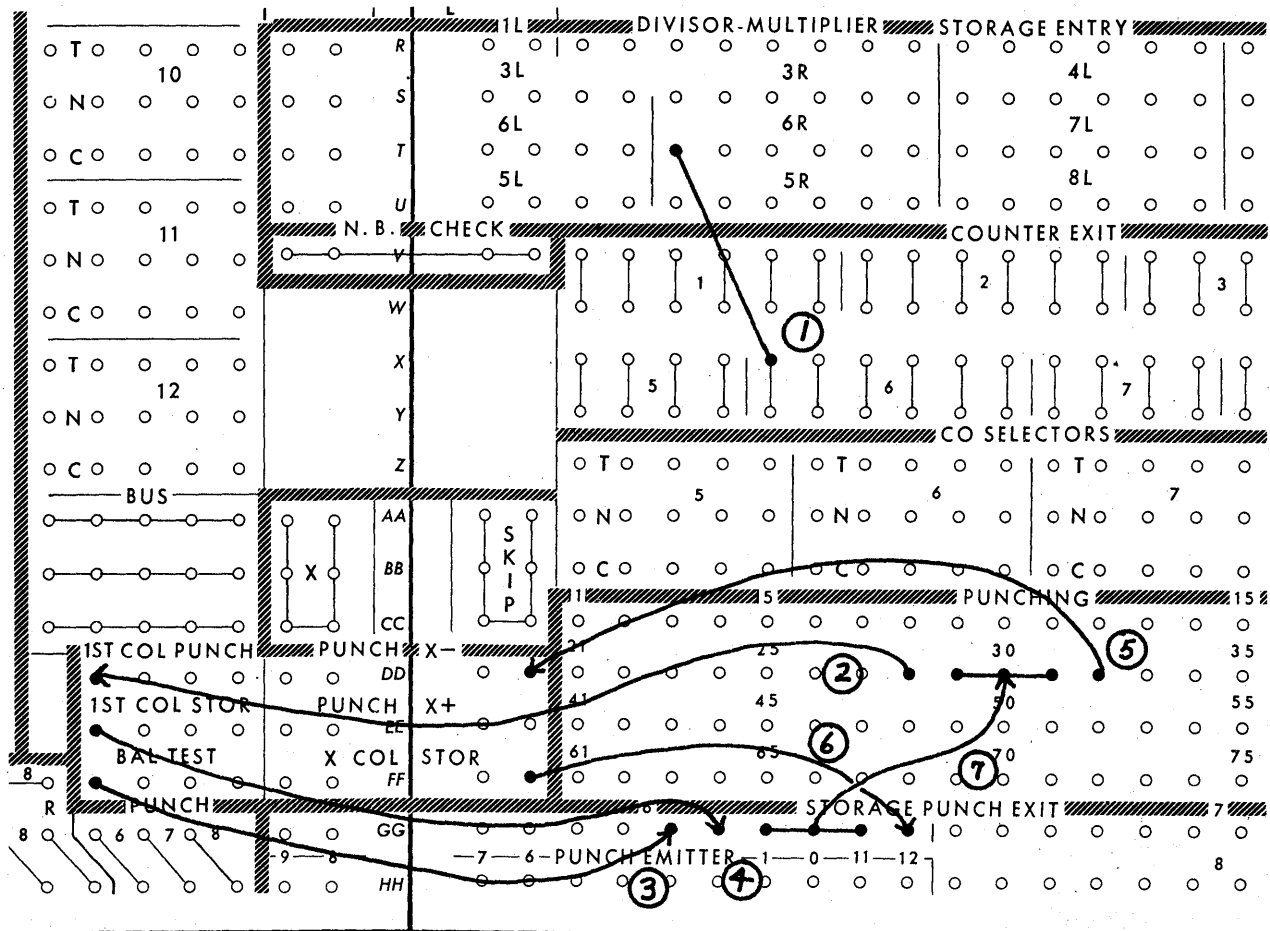 1L DIVISOR-MULTIPLIER STORAGE ENTRY
T R
10 3L 3R 4L
N S
6L 6R 7L
C T
5L 5R 8L
T U
11 N. B. CHECK COUNTER EXIT
N V
1 2 3
C W
1
T X
12 5 6 7
N Y
CO SELECTORS
C Z T T T
BUS 5 6 7
AA N N N
X BB SKIP C C C
1 5 PUNCHING 15
CC
1ST COL PUNCH PUNCH X- 21 25 30 5 35
DD 2
1ST COL STOR PUNCH X+ 41 45 50 55
EE
BAL TEST X COL STOR 61 65 6 70 75
8 FF 7
R PUNCH 6 STORAGE PUNCH EXIT 7
8 6 7 8 GG
9 8 7 6 PUNCH EMITTER 1 0 11 12 8
HH 3 4